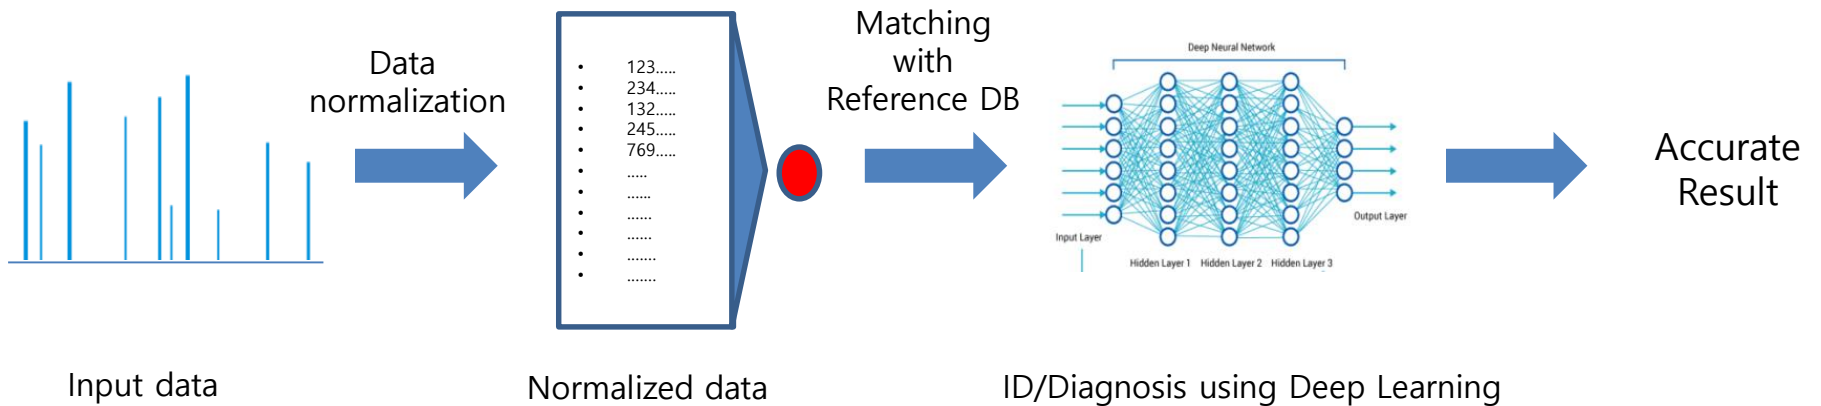 Data
normalization
• 123.....
• 234.....
• 132.....
• 245.....
• 769.....
• .....
• ......
• ......
• ......
• .......
• .......
Matching
with
Reference DB
Deep Neural Network
Input Layer
Hidden Layer 1 Hidden Layer 2 Hidden Layer 3
Output Layer
Accurate
Result
Input data
Normalized data
ID/Diagnosis using Deep Learning